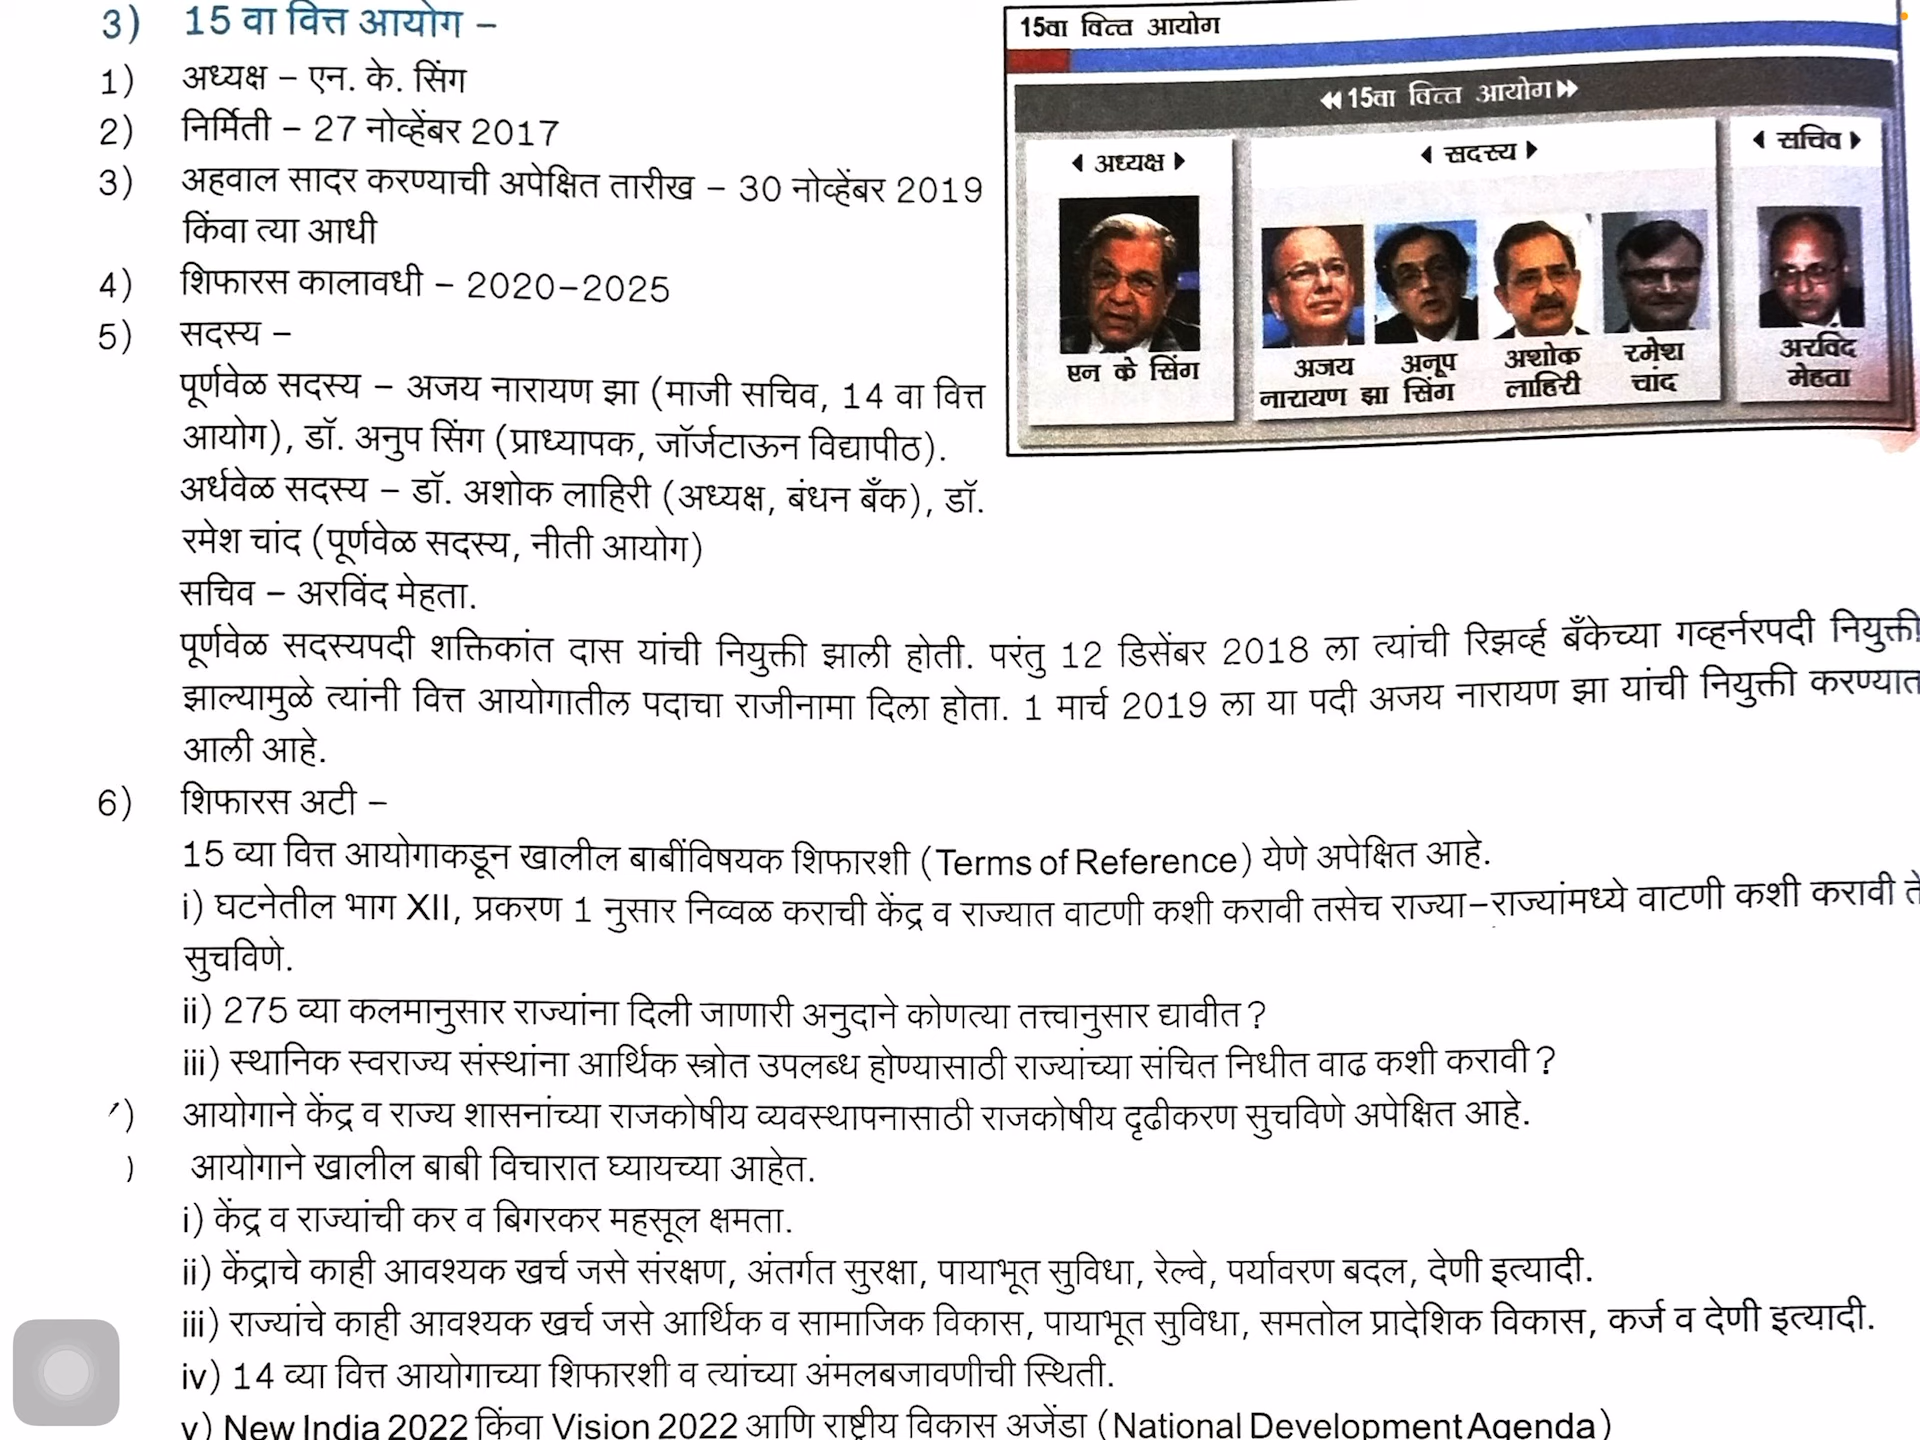 3) 15 वा वित्त आयोग –
1) अध्यक्ष – एन. के. सिंग
2) निर्मिती – 27 नोव्हेंबर 2017
3) अहवाल सादर करण्याची अपेक्षित तारीख – 30 नोव्हेंबर 2019
किंवा त्या आधी
4) शिफारस कालावधी – 2020–2025
5) सदस्य –
पूर्णवेळ सदस्य – अजय नारायण झा (माजी सचिव, 14 वा वित्त
आयोग), डॉ. अनुप सिंग (प्राध्यापक, जॉर्जटाऊन विद्यापीठ).
अर्धवेळ सदस्य – डॉ. अशोक लाहिरी (अध्यक्ष, बंधन बँक), डॉ.
रमेश चांद (पूर्णवेळ सदस्य, नीती आयोग)
सचिव – अरविंद मेहता.
15वा वित्त आयोग
15वा वित्त आयोग
अध्यक्ष
सदस्य
सचिव
एन के सिंग
अजय नारायण झा
अनूप सिंग
अशोक लाहिरी
रमेश चांद
अरविंद मेहता
पूर्णवेळ सदस्यपदी शक्तिकांत दास यांची नियुक्ती झाली होती. परंतु 12 डिसेंबर 2018 ला त्यांची रिझर्व्ह बँकेच्या गव्हर्नरपदी नियुक्ती
झाल्यामुळे त्यांनी वित्त आयोगातील पदाचा राजीनामा दिला होता. 1 मार्च 2019 ला या पदी अजय नारायण झा यांची नियुक्ती करण्यात
आली आहे.
6) शिफारस अटी –
15 व्या वित्त आयोगाकडून खालील बाबींविषयक शिफारशी (Terms of Reference) येणे अपेक्षित आहे.
i) घटनेतील भाग XII, प्रकरण 1 नुसार निव्वळ कराची केंद्र व राज्यात वाटणी कशी करावी तसेच राज्या–राज्यांमध्ये वाटणी कशी करावी ते
सुचविणे.
ii) 275 व्या कलमानुसार राज्यांना दिली जाणारी अनुदाने कोणत्या तत्त्वानुसार द्यावीत ?
iii) स्थानिक स्वराज्य संस्थांना आर्थिक स्त्रोत उपलब्ध होण्यासाठी राज्यांच्या संचित निधीत वाढ कशी करावी ?
) आयोगाने केंद्र व राज्य शासनांच्या राजकोषीय व्यवस्थापनासाठी राजकोषीय दृढीकरण सुचविणे अपेक्षित आहे.
) आयोगाने खालील बाबी विचारात घ्यायच्या आहेत.
i) केंद्र व राज्यांची कर व बिगरकर महसूल क्षमता.
ii) केंद्राचे काही आवश्यक खर्च जसे संरक्षण, अंतर्गत सुरक्षा, पायाभूत सुविधा, रेल्वे, पर्यावरण बदल, देणी इत्यादी.
iii) राज्यांचे काही आवश्यक खर्च जसे आर्थिक व सामाजिक विकास, पायाभूत सुविधा, समतोल प्रादेशिक विकास, कर्ज व देणी इत्यादी.
iv) 14 व्या वित्त आयोगाच्या शिफारशी व त्यांच्या अंमलबजावणीची स्थिती.
v) New India 2022 किंवा Vision 2022 आणि राष्ट्रीय विकास अजेंडा (National Development Agenda)